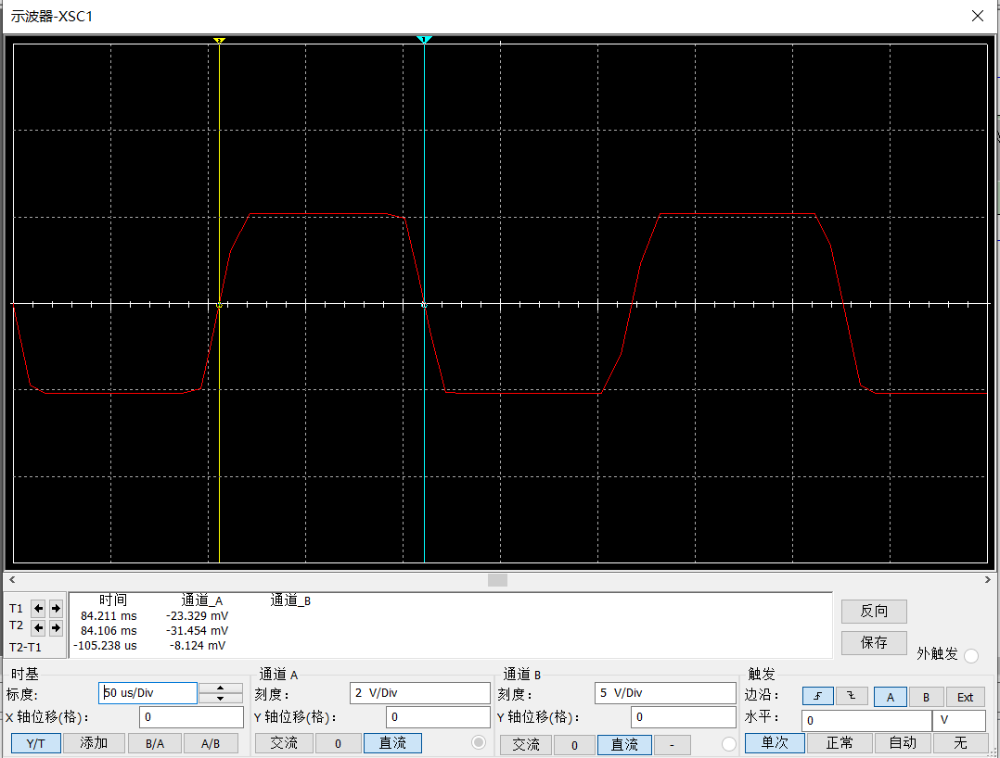 示波器-XSC1
2
1
时间 通道_A 通道_B
T1 84.211 ms -23.329 mV
T2 84.106 ms -31.454 mV
T2-T1 -105.238 us -8.124 mV
反向
保存
外触发
时基
标度: 50 us/Div
X 轴位移(格): 0
Y/T 添加 B/A A/B
通道 A
刻度: 2 V/Div
Y 轴位移(格): 0
交流 0 直流
通道 B
刻度: 5 V/Div
Y 轴位移(格): 0
交流 0 直流 -
触发
边沿: A B Ext
水平: 0 V
单次 正常 自动 无